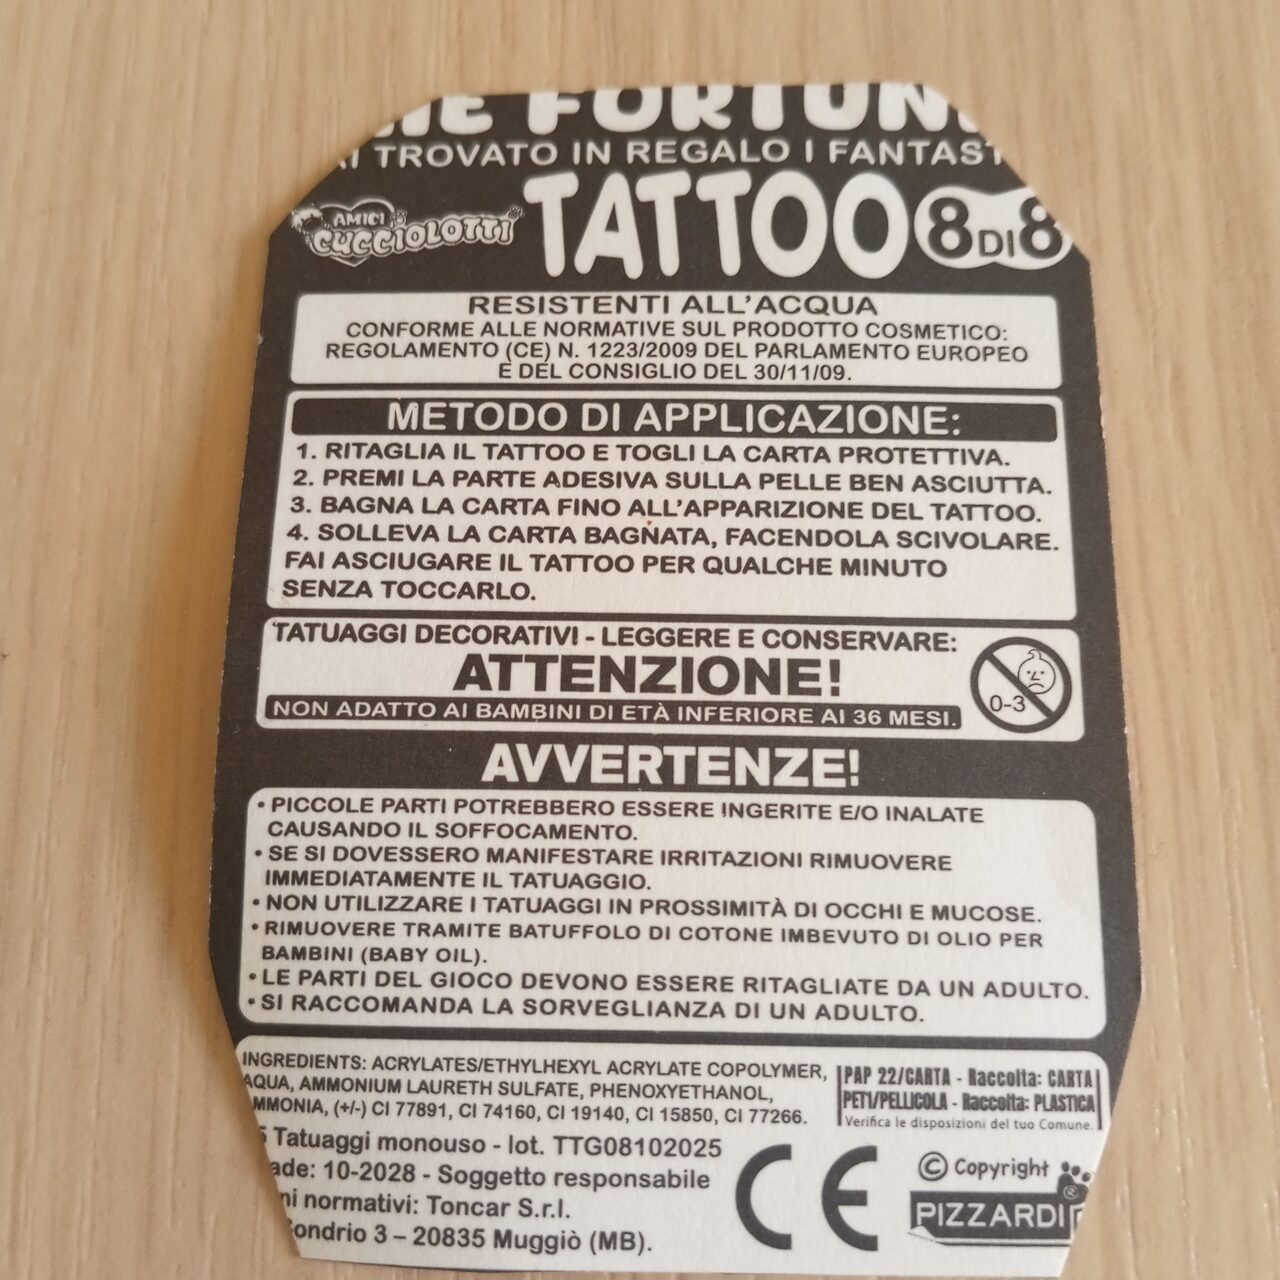 FORTUN
TROVATO IN REGALO I FANTAST
AMICI
CUCCIOLOTTI
TATTOO
8 DI 8
RESISTENTI ALL'ACQUA
CONFORME ALLE NORMATIVE SUL PRODOTTO COSMETICO:
REGOLAMENTO (CE) N. 1223/2009 DEL PARLAMENTO EUROPEO
E DEL CONSIGLIO DEL 30/11/09.
METODO DI APPLICAZIONE:
1. RITAGLIA IL TATTOO E TOGLI LA CARTA PROTETTIVA.
2. PREMI LA PARTE ADESIVA SULLA PELLE BEN ASCIUTTA.
3. BAGNA LA CARTA FINO ALL'APPARIZIONE DEL TATTOO.
4. SOLLEVA LA CARTA BAGNATA, FACENDOLA SCIVOLARE.
FAI ASCIUGARE IL TATTOO PER QUALCHE MINUTO
SENZA TOCCARLO.
TATUAGGI DECORATIVI - LEGGERE E CONSERVARE:
ATTENZIONE!
NON ADATTO AI BAMBINI DI ETÀ INFERIORE AI 36 MESI.
0-3
AVVERTENZE!
• PICCOLE PARTI POTREBBERO ESSERE INGERITE E/O INALATE
CAUSANDO IL SOFFOCAMENTO.
• SE SI DOVESSERO MANIFESTARE IRRITAZIONI RIMUOVERE
IMMEDIATAMENTE IL TATUAGGIO.
• NON UTILIZZARE I TATUAGGI IN PROSSIMITÀ DI OCCHI E MUCOSE.
• RIMUOVERE TRAMITE BATUFFOLO DI COTONE IMBEVUTO DI OLIO PER
BAMBINI (BABY OIL).
• LE PARTI DEL GIOCO DEVONO ESSERE RITAGLIATE DA UN ADULTO.
• SI RACCOMANDA LA SORVEGLIANZA DI UN ADULTO.
INGREDIENTS: ACRYLATES/ETHYLHEXYL ACRYLATE COPOLYMER,
AQUA, AMMONIUM LAURETH SULFATE, PHENOXYETHANOL,
MMONIA, (+/-) CI 77891, CI 74160, CI 19140, CI 15850, CI 77266.
PAP 22/CARTA - Raccolta: CARTA
PET1/PELLICOLA - Raccolta: PLASTICA
Verifica le disposizioni del tuo Comune.
5 Tatuaggi monouso - lot. TTG08102025
ade: 10-2028 - Soggetto responsabile
ni normativi: Toncar S.r.l.
ondrio 3 – 20835 Muggiò (MB).
CE
© Copyright
PIZZARDI